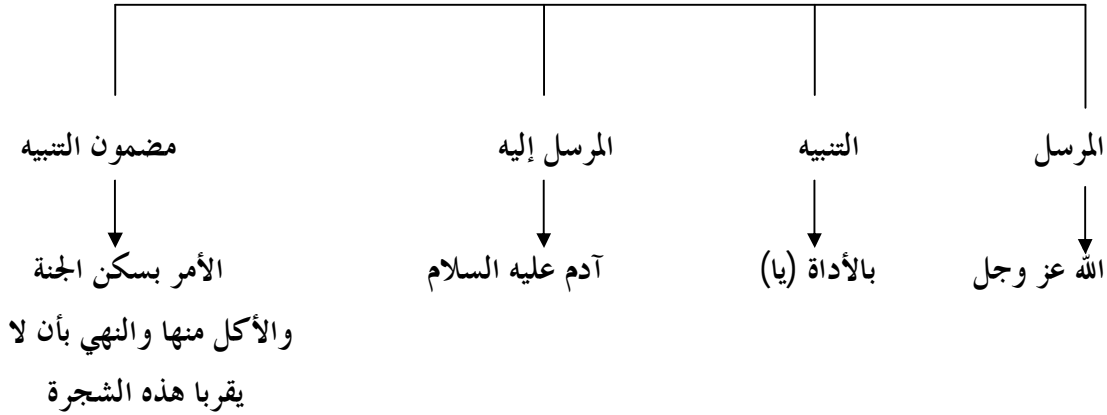 المرسل التنبيه المرسل إليه مضمون التنبيه
الله عز وجل بالأداة (يا) آدم عليه السلام الأمر بسكن الجنة
والأكل منها والنهي بأن لا
يقربا هذه الشجرة